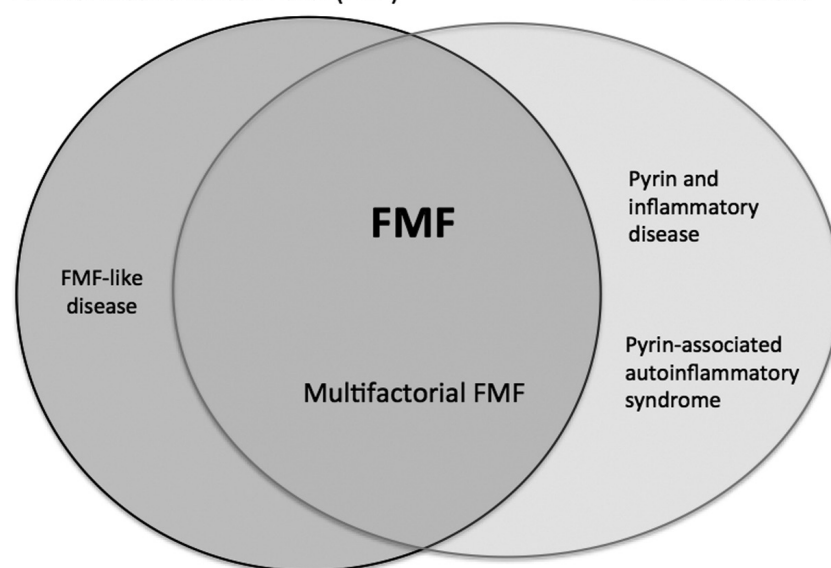 FMF
Pyrin and
inflammatory
disease
FMF-like
disease
Multifactorial FMF
Pyrin-associated
autoinflammatory
syndrome